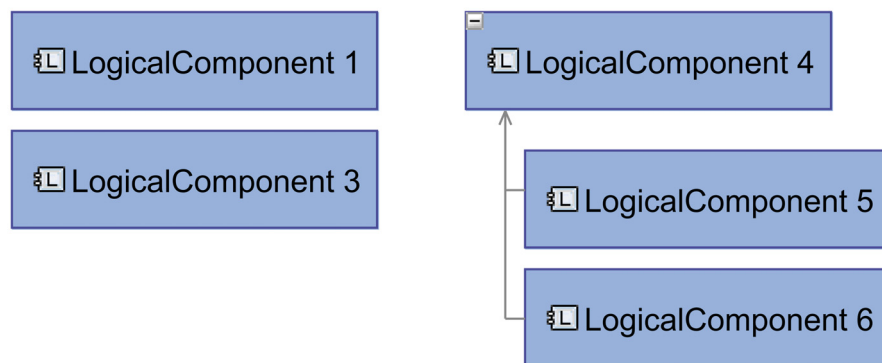 L LogicalComponent 1
L LogicalComponent 3
L LogicalComponent 4
L LogicalComponent 5
L LogicalComponent 6